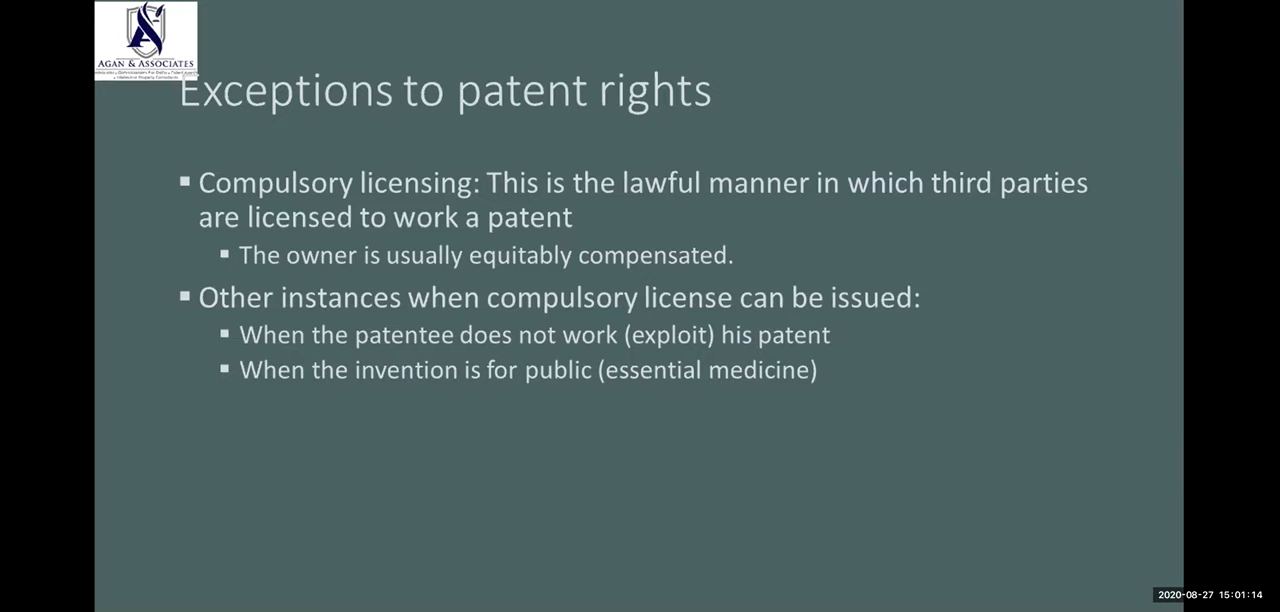 AGAN & ASSOCIATES
Exceptions to patent rights
▪ Compulsory licensing: This is the lawful manner in which third parties
are licensed to work a patent
▪ The owner is usually equitably compensated.
▪ Other instances when compulsory license can be issued:
▪ When the patentee does not work (exploit) his patent
▪ When the invention is for public (essential medicine)
2020-08-27 15:01:14